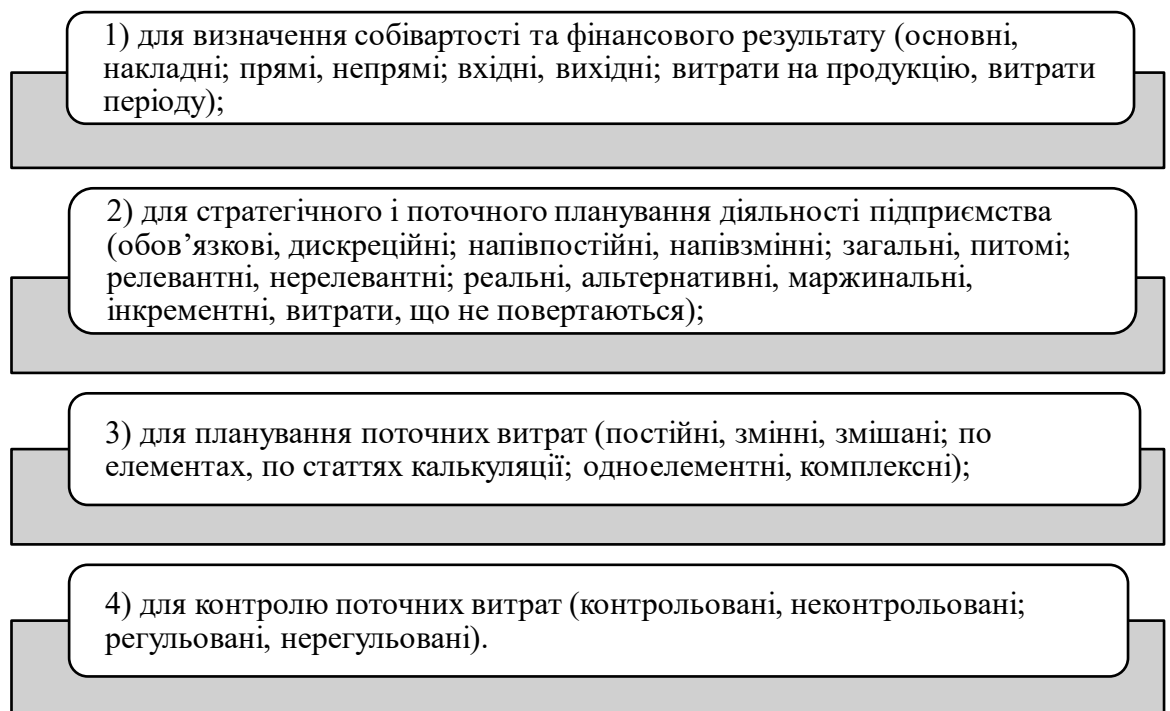 1) для визначення собівартості та фінансового результату (основні,
накладні; прямі, непрямі; вхідні, вихідні; витрати на продукцію, витрати
періоду);
2) для стратегічного і поточного планування діяльності підприємства
(обов’язкові, дискреційні; напівпостійні, напівзмінні; загальні, питомі;
релевантні, нерелевантні; реальні, альтернативні, маржинальні,
інкрементні, витрати, що не повертаються);
3) для планування поточних витрат (постійні, змінні, змішані; по
елементах, по статтях калькуляції; одноелементні, комплексні);
4) для контролю поточних витрат (контрольовані, неконтрольовані;
регульовані, нерегульовані).